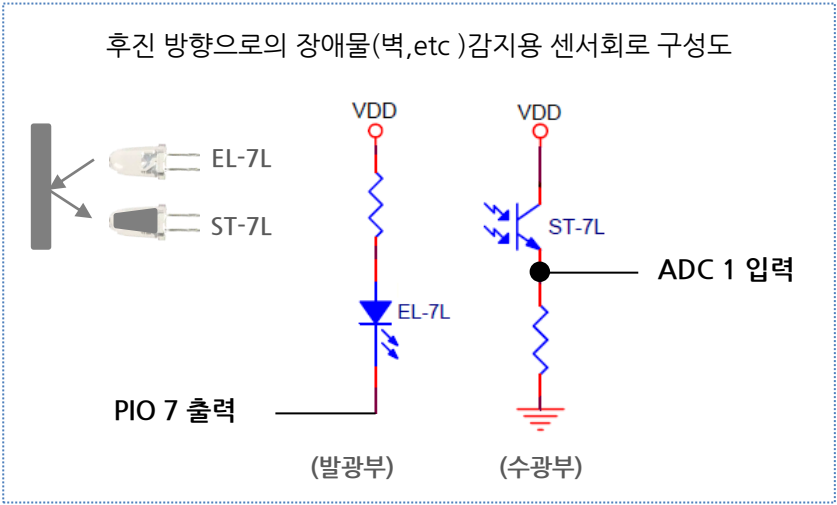 후진 방향으로의 장애물(벽,etc )감지용 센서회로 구성도
VDD
VDD
EL-7L
ST-7L
ST-7L
ADC 1 입력
EL-7L
PIO 7 출력
(발광부)
(수광부)